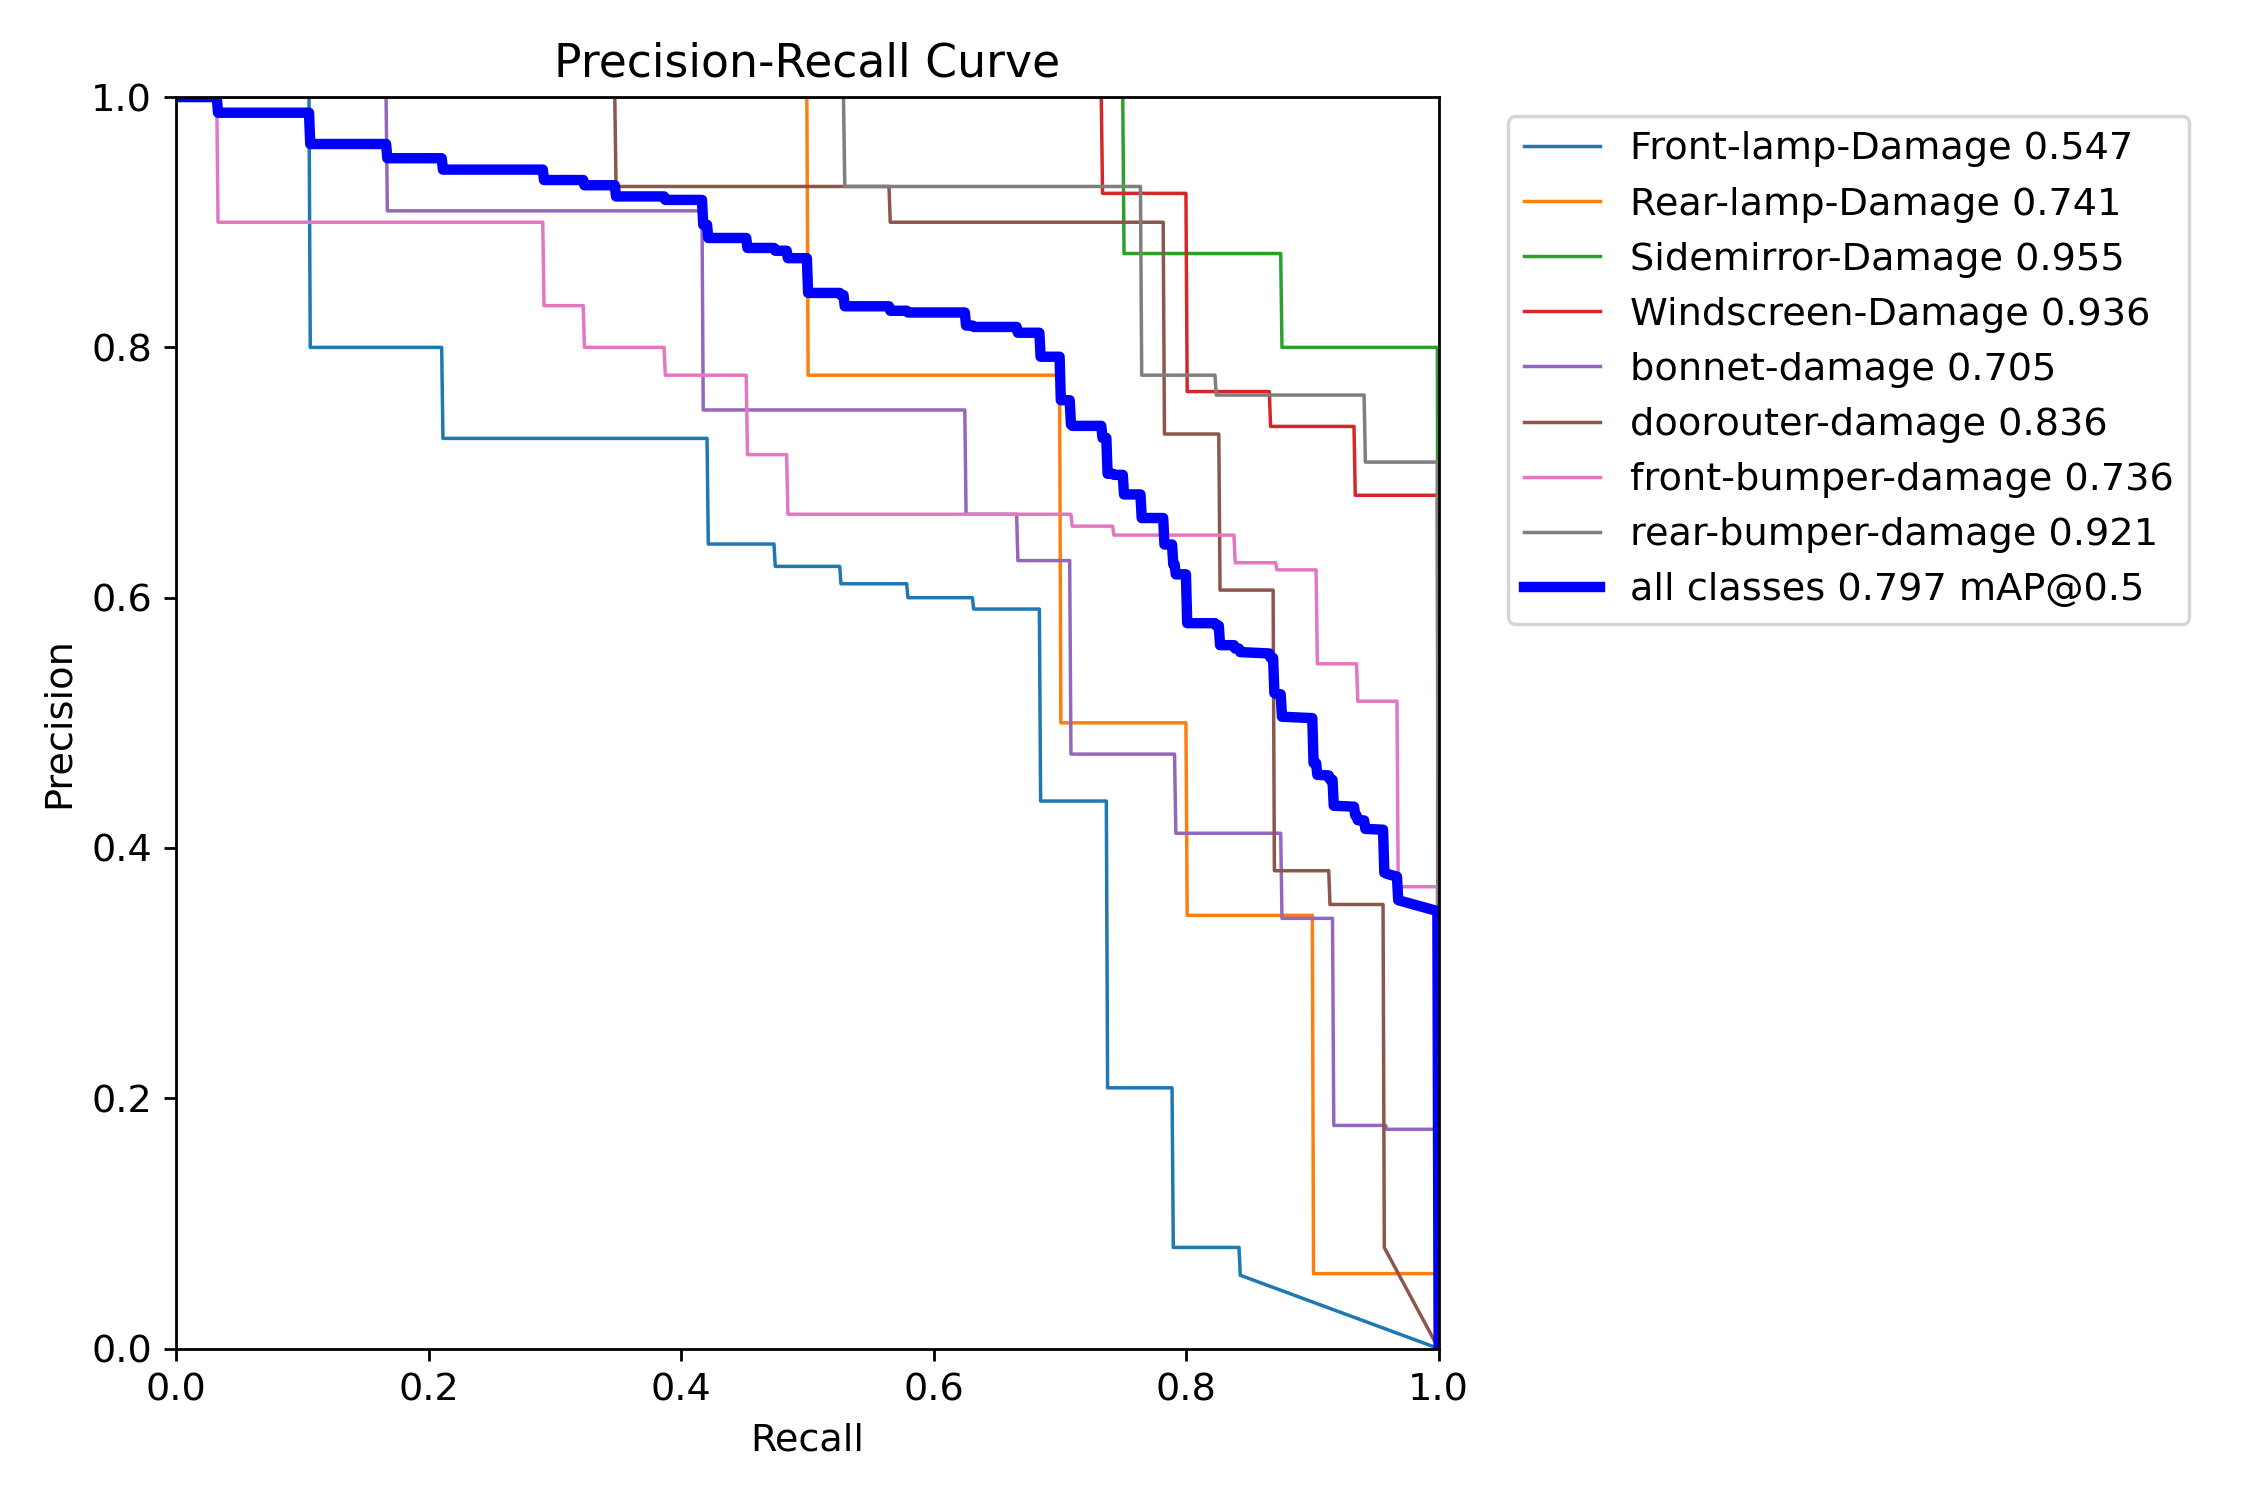 Precision-Recall Curve
1.0
0.8
0.6
0.4
0.2
0.0
Precision
0.0 0.2 0.4 0.6 0.8 1.0
Recall
Front-lamp-Damage 0.547
Rear-lamp-Damage 0.741
Sidemirror-Damage 0.955
Windscreen-Damage 0.936
bonnet-damage 0.705
doorouter-damage 0.836
front-bumper-damage 0.736
rear-bumper-damage 0.921
all classes 0.797 mAP@0.5